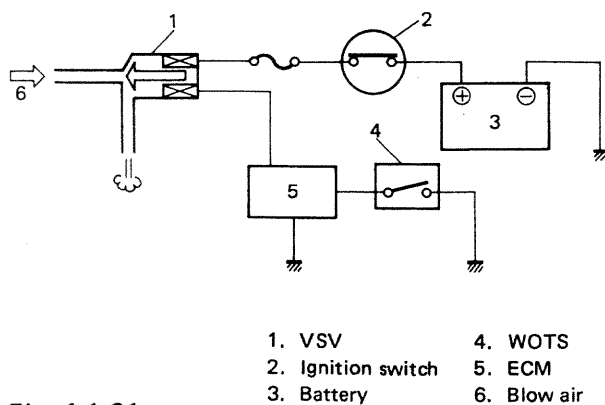 1
2
6
3
4
5
1. VSV
2. Ignition switch
3. Battery
4. WOTS
5. ECM
6. Blow air